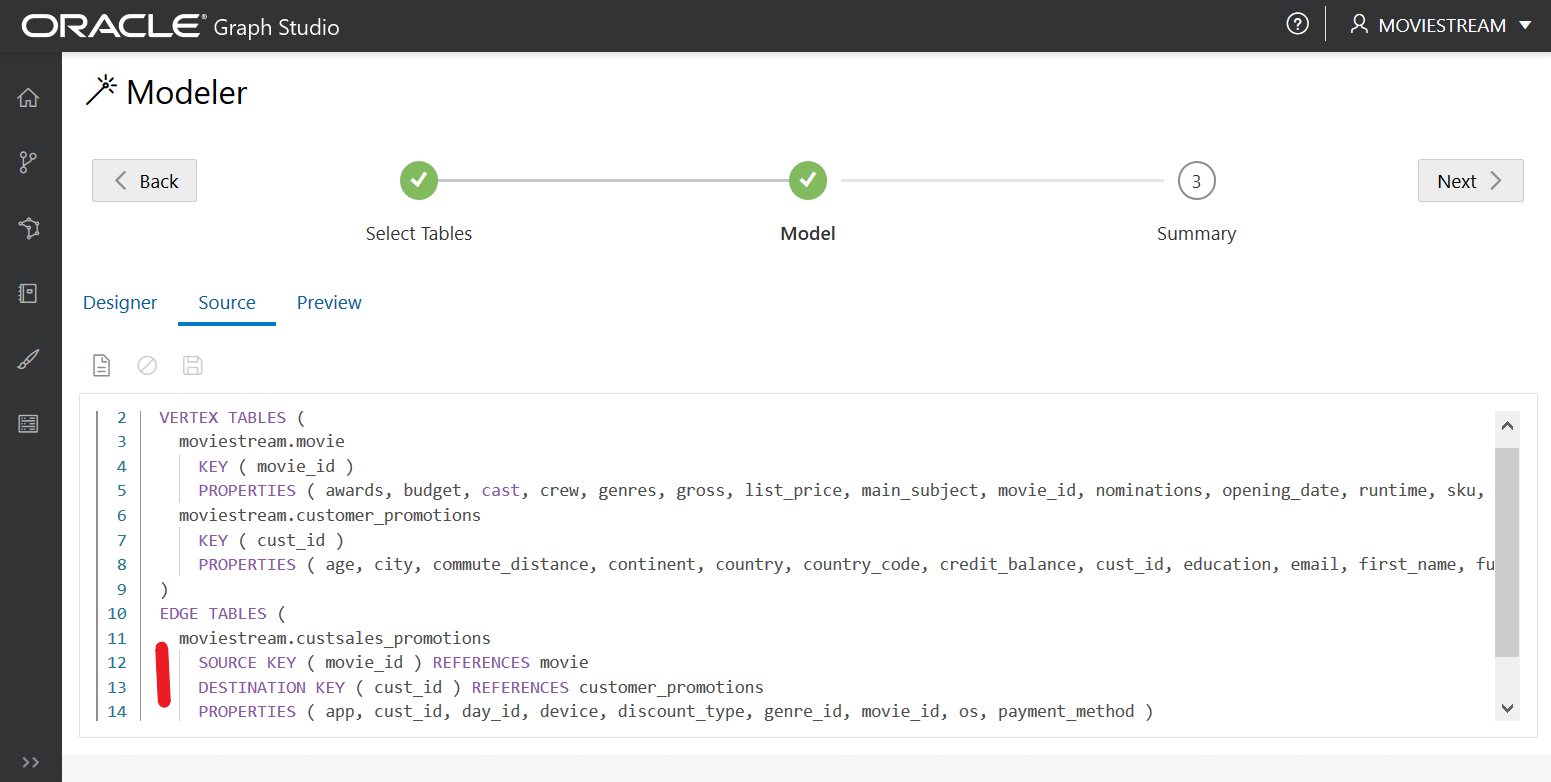 ORACLE® Graph Studio
MOVIESTREAM
Modeler
Back
3
Next
Select Tables
Model
Summary
Designer
Source
Preview
2 VERTEX TABLES (
3 moviestream.movie
4 KEY ( movie_id )
5 PROPERTIES ( awards, budget, cast, crew, genres, gross, list_price, main_subject, movie_id, nominations, opening_date, runtime, sku,
6 moviestream.customer_promotions
7 KEY ( cust_id )
8 PROPERTIES ( age, city, commute_distance, continent, country, country_code, credit_balance, cust_id, education, email, first_name, fu
9 )
10 EDGE TABLES (
11 moviestream.custsales_promotions
12 SOURCE KEY ( movie_id ) REFERENCES movie
13 DESTINATION KEY ( cust_id ) REFERENCES customer_promotions
14 PROPERTIES ( app, cust_id, day_id, device, discount_type, genre_id, movie_id, os, payment_method )